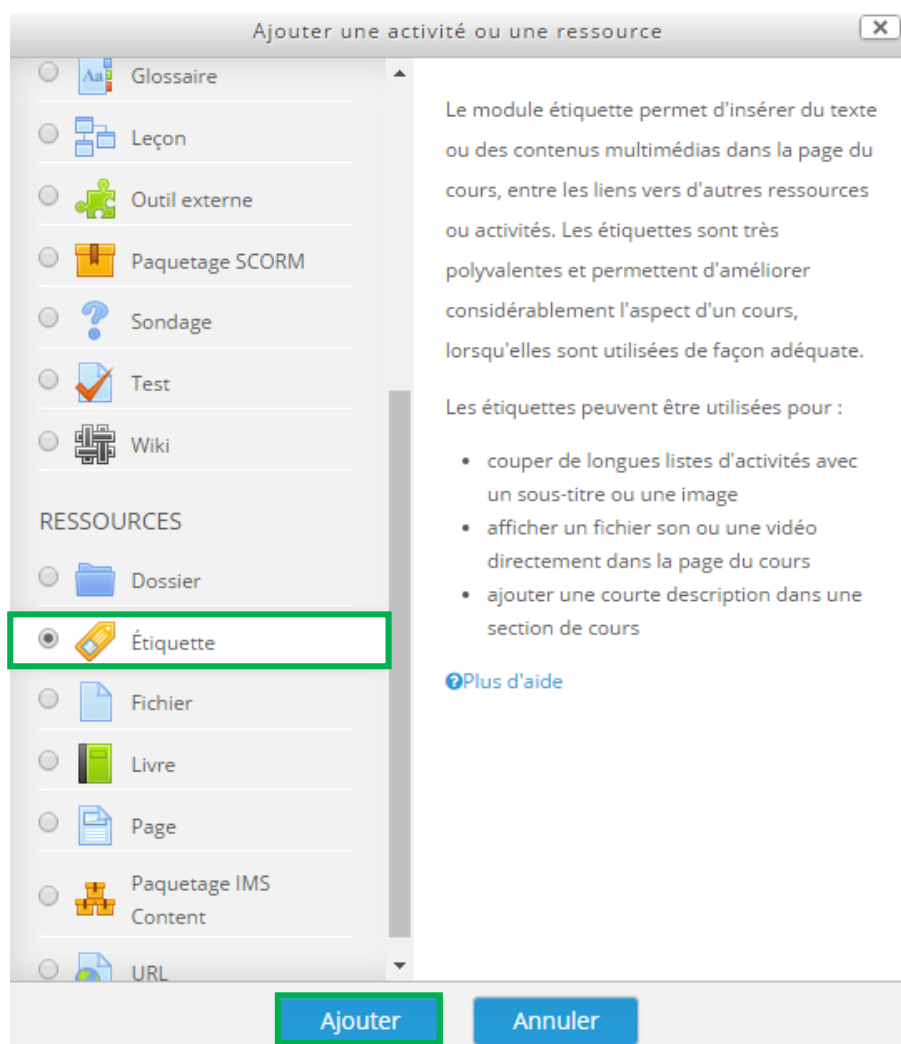 Ajouter une activité ou une ressource
Glossaire
Leçon
Outil externe
Paquetage SCORM
Sondage
Test
Wiki
RESSOURCES
Dossier
Étiquette
Fichier
Livre
Page
Paquetage IMS
Content
URL
Le module étiquette permet d'insérer du texte
ou des contenus multimédias dans la page du
cours, entre les liens vers d'autres ressources
ou activités. Les étiquettes sont très
polyvalentes et permettent d'améliorer
considérablement l'aspect d'un cours,
lorsqu'elles sont utilisées de façon adéquate.
Les étiquettes peuvent être utilisées pour :
• couper de longues listes d'activités avec
un sous-titre ou une image
• afficher un fichier son ou une vidéo
directement dans la page du cours
• ajouter une courte description dans une
section de cours
Plus d'aide
Ajouter
Annuler